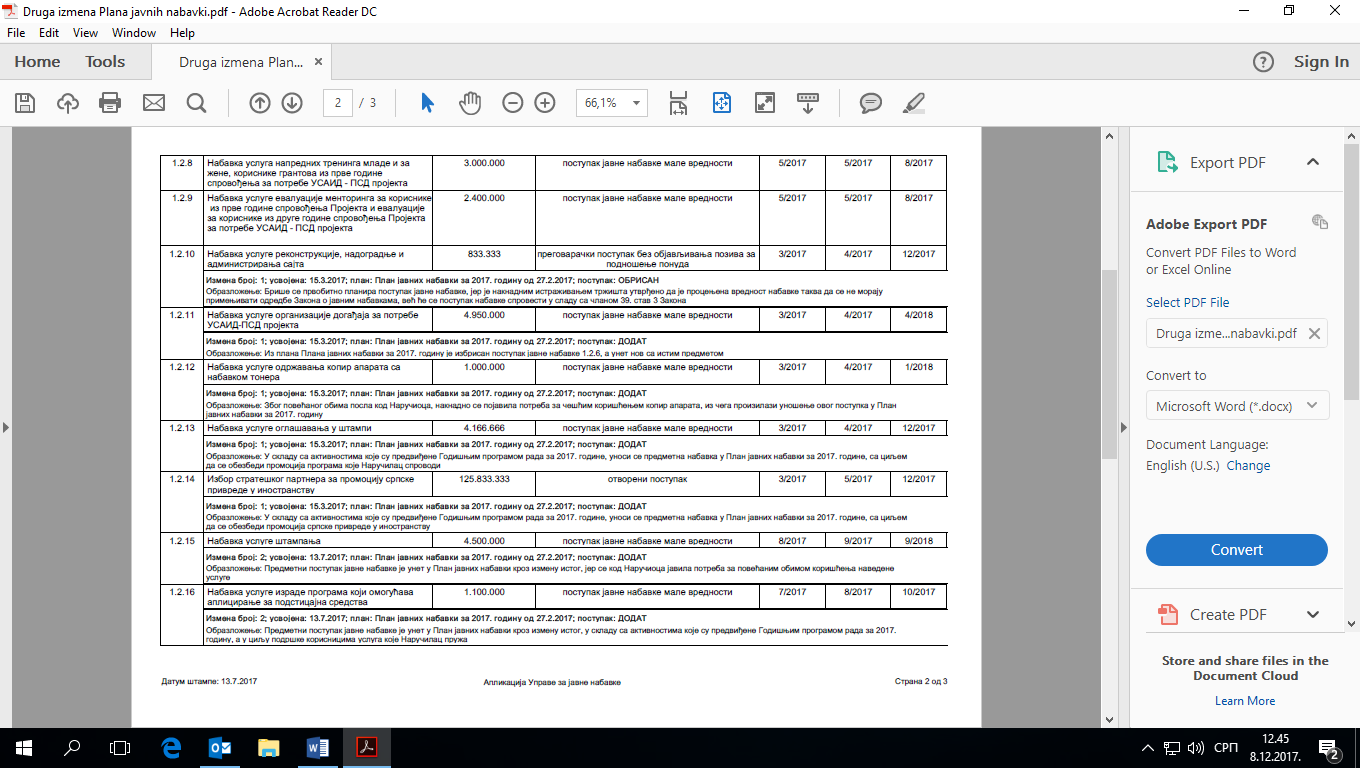 Druga izmena Plana javnih nabavki.pdf - Adobe Acrobat Reader DC
File Edit View Window Help
Home Tools Druga izmena Plan... × Sign In
2 / 3 66,1%
1.2.8 Набавка услуга напредних тренинга младе и за 3.000.000 поступак јавне набавке мале вредности 5/2017 5/2017 8/2017
жене, кориснике грантова из прве године
спровођења за потребе УСАИД - ПСД пројекта
1.2.9 Набавка услуге евалуације менторинга за кориснике 2.400.000 поступак јавне набавке мале вредности 5/2017 5/2017 8/2017
из прве године спровођења Пројекта и евалуације
за кориснике из друге године спровођења Пројекта
за потребе УСАИД - ПСД пројекта
1.2.10 Набавка услуге реконструкције, надоградње и 833.333 преговарачки поступак без објављивања позива за 3/2017 4/2017 12/2017
администрирања сајта подношење понуда
Измена број: 1; усвојена: 15.3.2017; план: План јавних набавки за 2017. годину од 27.2.2017; поступак: ОБРИСАН
Образложење: Брише се првобитно планира поступак јавне набавке, јер је накнадним истраживањем тржишта утврђено да је процењена вредност набавке таква да се не морају
примењивати одредбе Закона о јавним набавкама, већ ће се поступак набавке спровести у сладу са чланом 39. став 3 Закона
1.2.11 Набавка услуге организације догађаја за потребе 4.950.000 поступак јавне набавке мале вредности 3/2017 4/2017 4/2018
УСАИД-ПСД пројекта
Измена број: 1; усвојена: 15.3.2017; план: План јавних набавки за 2017. годину од 27.2.2017; поступак: ДОДАТ
Образложење: Из плана Плана јавних набавки за 2017. годину је избрисан поступак јавне набавке 1.2.6, а унет нов са истим предметом
1.2.12 Набавка услуге одржавања копир апарата са 1.000.000 поступак јавне набавке мале вредности 3/2017 4/2017 1/2018
набавком тонера
Измена број: 1; усвојена: 15.3.2017; план: План јавних набавки за 2017. годину од 27.2.2017; поступак: ДОДАТ
Образложење: Због повећаног обима посла код Наручиоца, накнадно се појавила потреба за чешћим коришћењем копир апарата, из чега произилази уношење овог поступка у План
јавних набавки за 2017. годину
1.2.13 Набавка услуге оглашавања у штампи 4.166.666 поступак јавне набавке мале вредности 3/2017 4/2017 12/2017
Измена број: 1; усвојена: 15.3.2017; план: План јавних набавки за 2017. годину од 27.2.2017; поступак: ДОДАТ
Образложење: У складу са активностима које су предвиђене Годишњим програмом рада за 2017. године, уноси се предметна набавка у План јавних набавки за 2017. године, са циљем
да се обезбеди промоција програма које Наручилац спроводи
1.2.14 Избор стратешког партнера за промоцију српске 125.833.333 отворени поступак 3/2017 5/2017 12/2017
привреде у иностранству
Измена број: 1; усвојена: 15.3.2017; план: План јавних набавки за 2017. годину од 27.2.2017; поступак: ДОДАТ
Образложење: У складу са активностима које су предвиђене Годишњим програмом рада за 2017. године, уноси се предметна набавка у План јавних набавки за 2017. године, са циљем
да се обезбеди промоција српске привреде у иностранству
1.2.15 Набавка услуге штампања 4.500.000 поступак јавне набавке мале вредности 8/2017 9/2017 9/2018
Измена број: 2; усвојена: 13.7.2017; план: План јавних набавки за 2017. годину од 27.2.2017; поступак: ДОДАТ
Образложење: Предметни поступак јавне набавке је унет у План јавних набавки кроз измену истог, јер се код Наручиоца јавила потреба за повећаним обимом коришћења наведене
услуге
1.2.16 Набавка услуге израде програма који омогућава 1.100.000 поступак јавне набавке мале вредности 7/2017 8/2017 10/2017
аплицирање за подстицајна средства
Измена број: 2; усвојена: 13.7.2017; план: План јавних набавки за 2017. годину од 27.2.2017; поступак: ДОДАТ
Образложење: Предметни поступак јавне набавке је унет у План јавних набавки кроз измену истог, у складу са активностима које су предвиђене Годишњим програмом рада за 2017.
годину, а у циљу подршке корисницима услуга које Наручилац пружа
Датум штампе: 13.7.2017 Апликација Управе за јавне набавке Страна 2 од 3
Export PDF
Adobe Export PDF
Convert PDF Files to Word
or Excel Online
Select PDF File
Druga izme...nabavki.pdf
Convert to
Microsoft Word (*.docx)
Document Language:
English (U.S.) Change
Convert
Create PDF
Store and share files in the
Document Cloud
Learn More
СРП 12.45
8.12.2017. 2